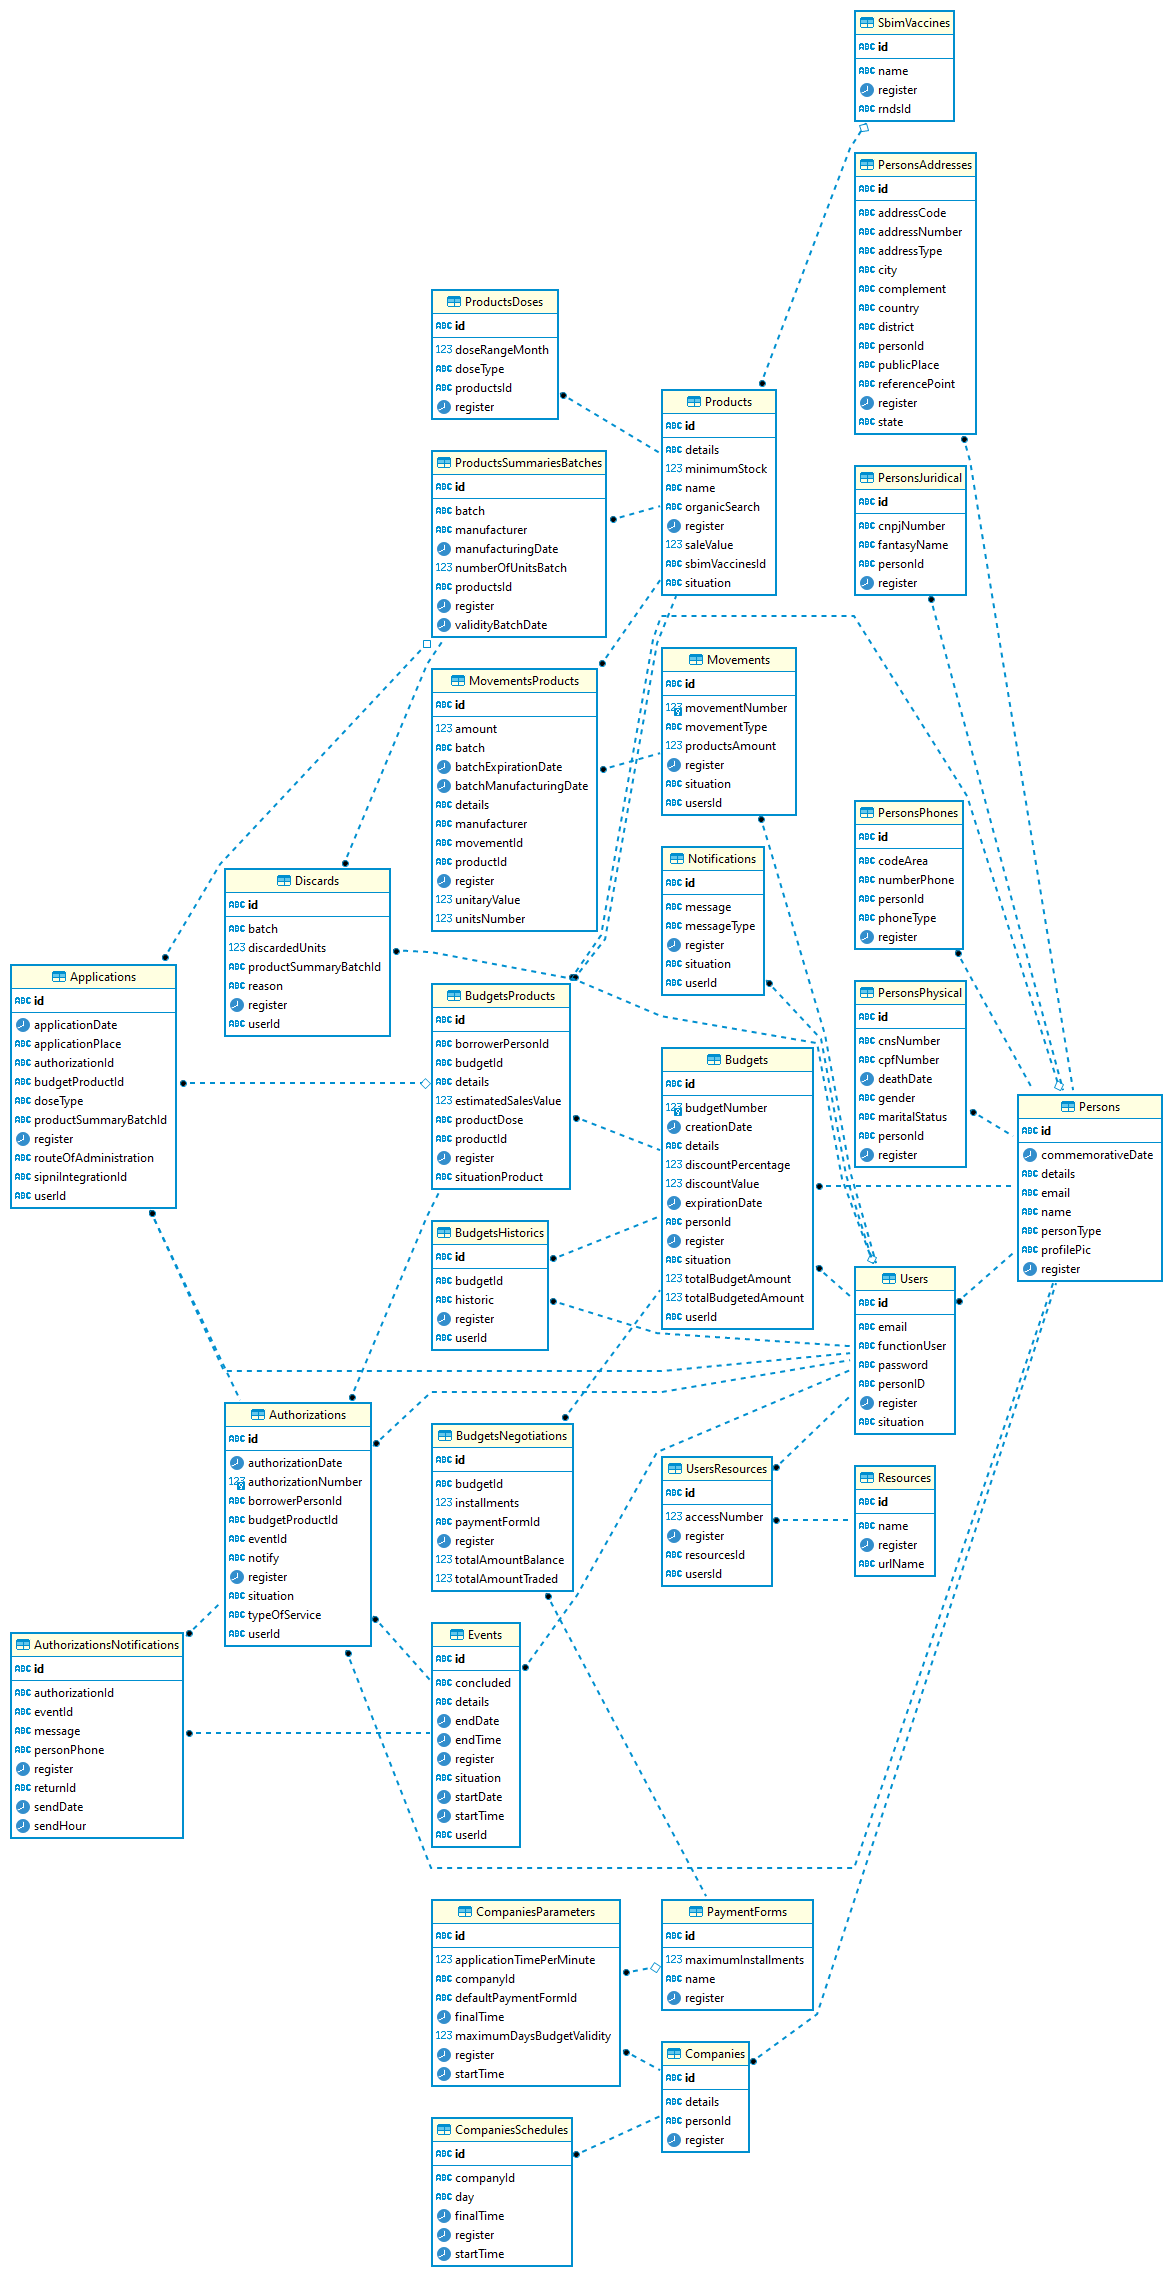 SbimVaccines
ABC id
ABC name
register
ABC rndsId
PersonsAddresses
ABC id
ABC addressCode
ABC addressNumber
ABC addressType
ABC city
ABC complement
ABC country
ABC district
ABC personId
ABC publicPlace
ABC referencePoint
register
ABC state
ProductsDoses
ABC id
123 doseRangeMonth
ABC doseType
ABC productsId
register
Products
ABC id
ABC details
123 minimumStock
ABC name
ABC organicSearch
register
123 saleValue
ABC sbimVaccinesId
ABC situation
ProductsSummariesBatches
ABC id
ABC batch
ABC manufacturer
manufacturingDate
123 numberOfUnitsBatch
ABC productsId
register
validityBatchDate
PersonsJuridical
ABC id
ABC cnpjNumber
ABC fantasyName
ABC personId
register
MovementsProducts
ABC id
123 amount
ABC batch
batchExpirationDate
batchManufacturingDate
ABC details
ABC manufacturer
ABC movementId
ABC productId
register
123 unitaryValue
123 unitsNumber
Movements
ABC id
123 movementNumber
ABC movementType
123 productsAmount
register
ABC situation
ABC usersId
PersonsPhones
ABC id
ABC codeArea
ABC numberPhone
ABC personId
ABC phoneType
register
Notifications
ABC id
ABC message
ABC messageType
register
ABC situation
ABC userId
Discards
ABC id
ABC batch
123 discardedUnits
ABC productSummaryBatchId
ABC reason
register
ABC userId
Applications
ABC id
applicationDate
ABC applicationPlace
ABC authorizationId
ABC budgetProductId
ABC doseType
ABC productSummaryBatchId
register
ABC routeOfAdministration
ABC sipniIntegrationId
ABC userId
BudgetsProducts
ABC id
ABC borrowerPersonId
ABC budgetId
ABC details
123 estimatedSalesValue
ABC productDose
ABC productId
register
ABC situationProduct
PersonsPhysical
ABC id
ABC cnsNumber
ABC cpfNumber
deathDate
ABC gender
ABC maritalStatus
ABC personId
register
Budgets
ABC id
123 budgetNumber
creationDate
ABC details
123 discountPercentage
123 discountValue
expirationDate
ABC personId
register
ABC situation
123 totalBudgetAmount
123 totalBudgetedAmount
ABC userId
Persons
ABC id
commemorativeDate
ABC details
ABC email
ABC name
ABC personType
ABC profilePic
register
BudgetsHistorics
ABC id
ABC budgetId
ABC historic
register
ABC userId
Users
ABC id
ABC email
ABC functionUser
ABC password
ABC personID
register
ABC situation
Authorizations
ABC id
authorizationDate
123 authorizationNumber
ABC borrowerPersonId
ABC budgetProductId
ABC eventId
ABC notify
register
ABC situation
ABC typeOfService
ABC userId
BudgetsNegotiations
ABC id
ABC budgetId
123 installments
ABC paymentFormId
register
123 totalAmountBalance
123 totalAmountTraded
UsersResources
ABC id
123 accessNumber
register
ABC resourcesId
ABC usersId
Resources
ABC id
ABC name
register
ABC urlName
AuthorizationsNotifications
ABC id
ABC authorizationId
ABC eventId
ABC message
ABC personPhone
register
ABC returnId
sendDate
sendHour
Events
ABC id
ABC concluded
ABC details
endDate
endTime
register
ABC situation
startDate
startTime
ABC userId
CompaniesParameters
ABC id
123 applicationTimePerMinute
ABC companyId
ABC defaultPaymentFormId
finalTime
123 maximumDaysBudgetValidity
register
startTime
PaymentForms
ABC id
123 maximumInstallments
ABC name
register
Companies
ABC id
ABC details
ABC personId
register
CompaniesSchedules
ABC id
ABC companyId
ABC day
finalTime
register
startTime